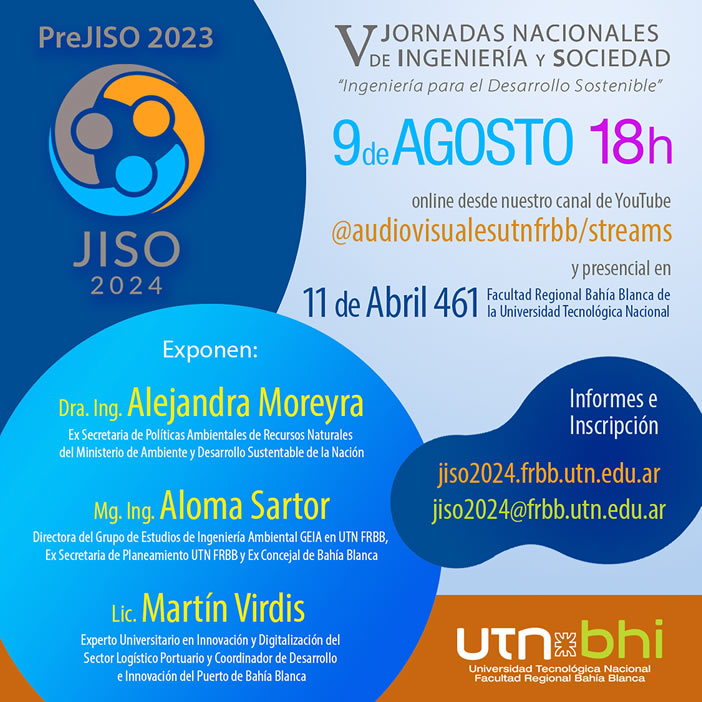 PreJISO 2023
JISO
2024
V JORNADAS NACIONALES
DE INGENIERÍA Y SOCIEDAD
“Ingeniería para el Desarrollo Sostenible”
9 de AGOSTO 18h
online desde nuestro canal de YouTube
@audiovisualesutnfrbb/streams
y presencial en
11 de Abril 461 Facultad Regional Bahía Blanca de
la Universidad Tecnológica Nacional
Exponen:
Dra. Ing. Alejandra Moreyra
Ex Secretaria de Políticas Ambientales de Recursos Naturales
del Ministerio de Ambiente y Desarrollo Sustentable de la Nación
Mg. Ing. Aloma Sartor
Directora del Grupo de Estudios de Ingeniería Ambiental GEIA en UTN FRBB,
Ex Secretaria de Planeamiento UTN FRBB y Ex Concejal de Bahía Blanca
Lic. Martín Virdis
Experto Universitario en Innovación y Digitalización del
Sector Logístico Portuario y Coordinador de Desarrollo
e Innovación del Puerto de Bahía Blanca
Informes e
Inscripción
jiso2024.frbb.utn.edu.ar
jiso2024@frbb.utn.edu.ar
utn bhi
Universidad Tecnológica Nacional
Facultad Regional Bahía Blanca